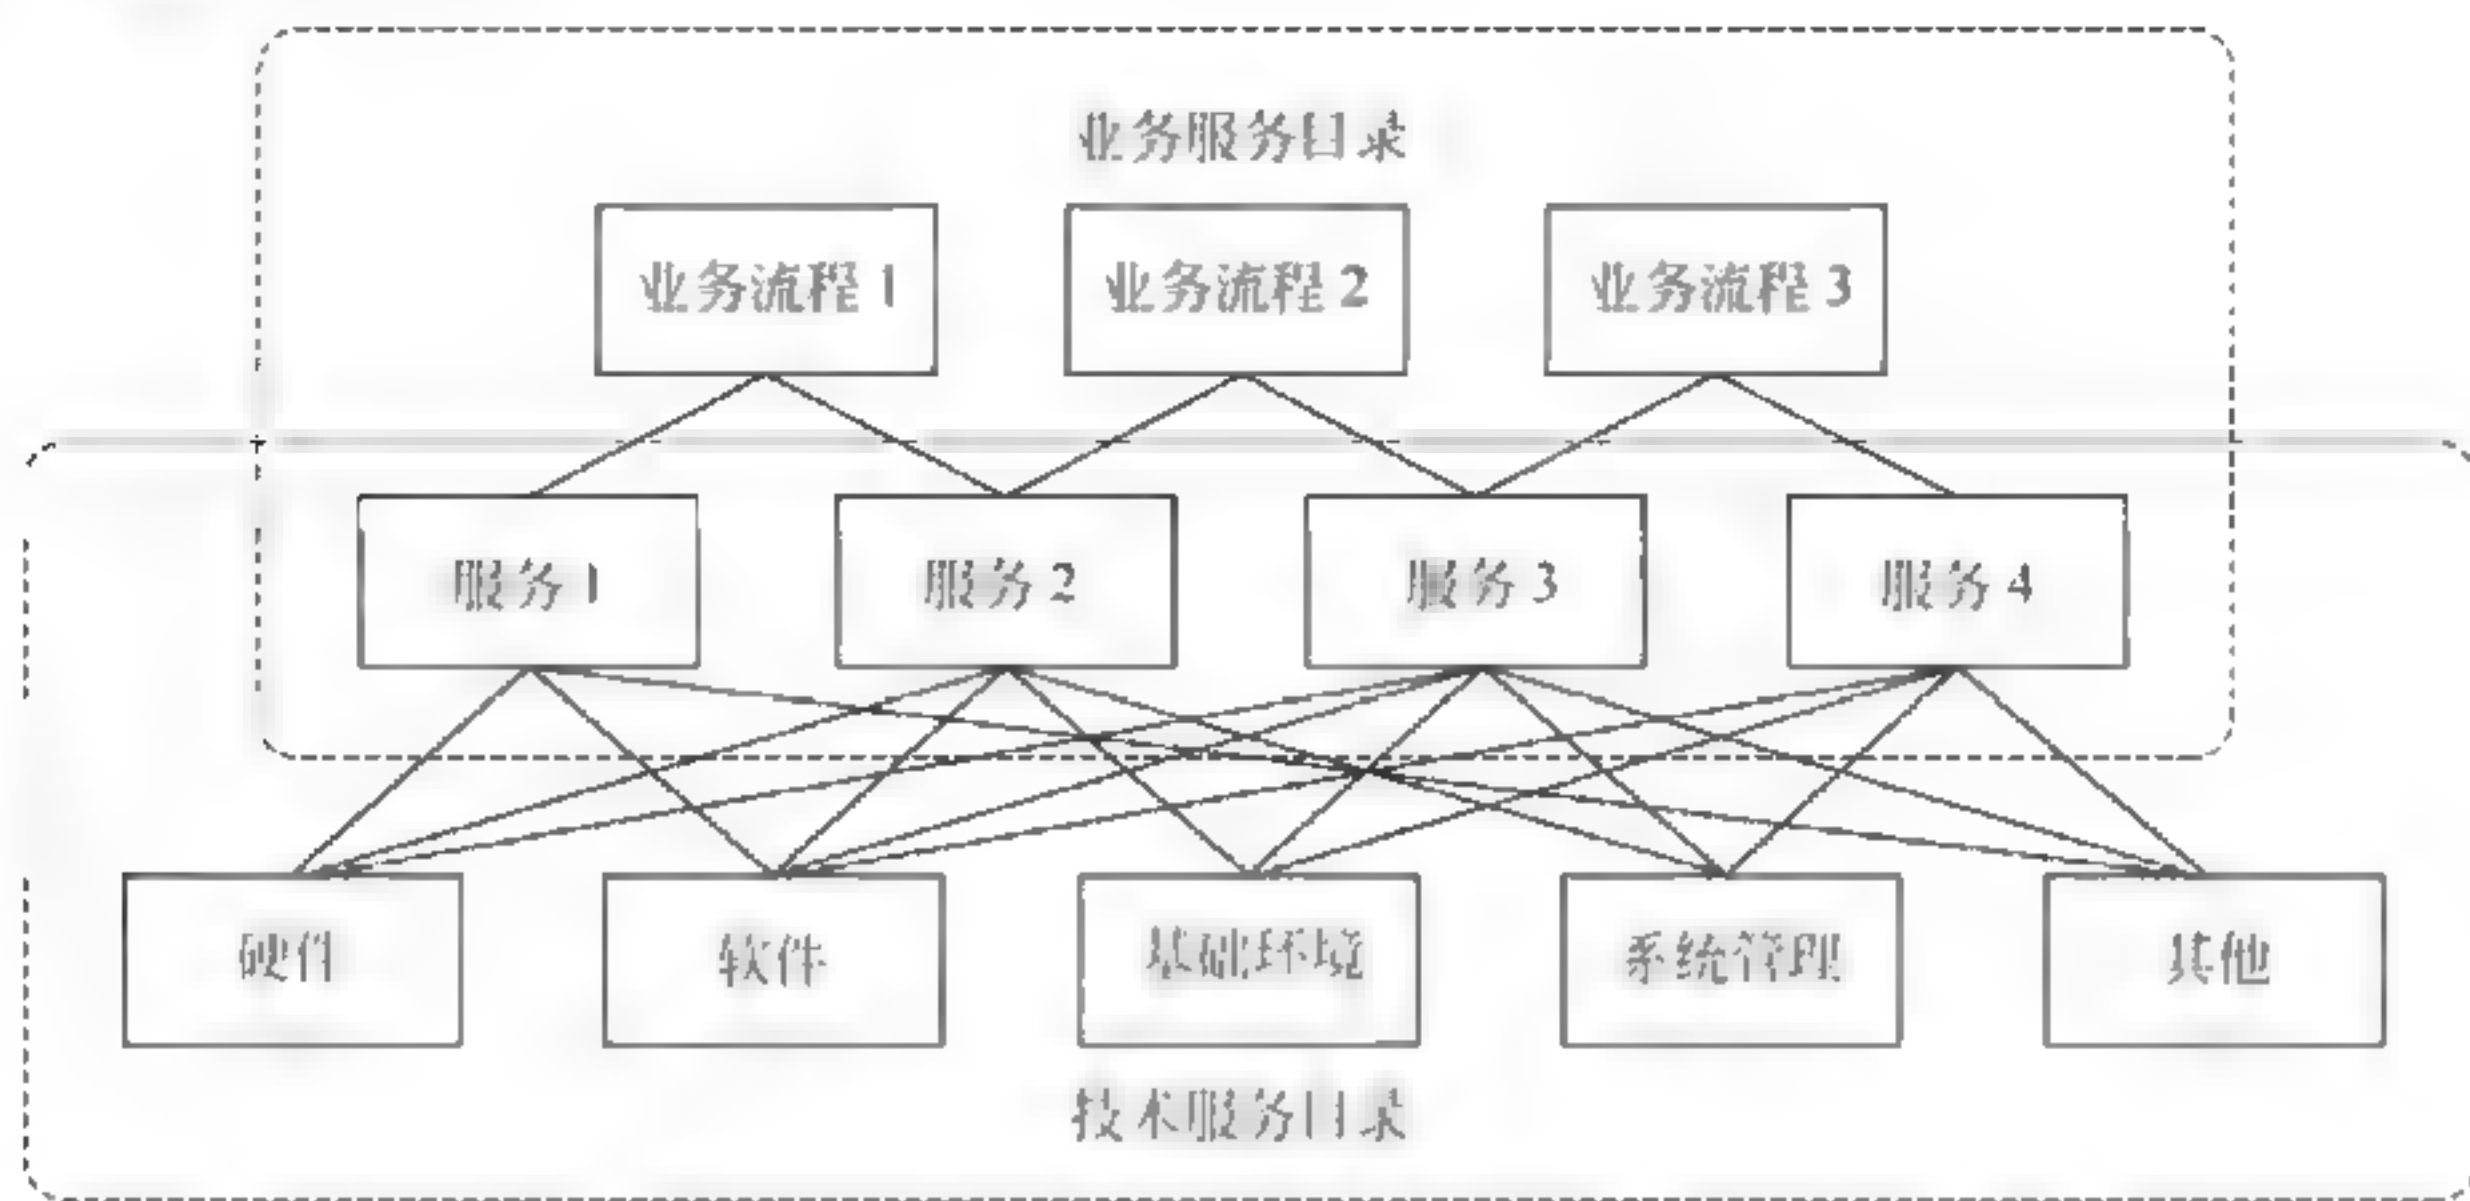 业务服务目录
业务流程 1
业务流程 2
业务流程 3
服务 1
服务 2
服务 3
服务 4
硬件
软件
基础环境
系统管理
其他
技术服务目录